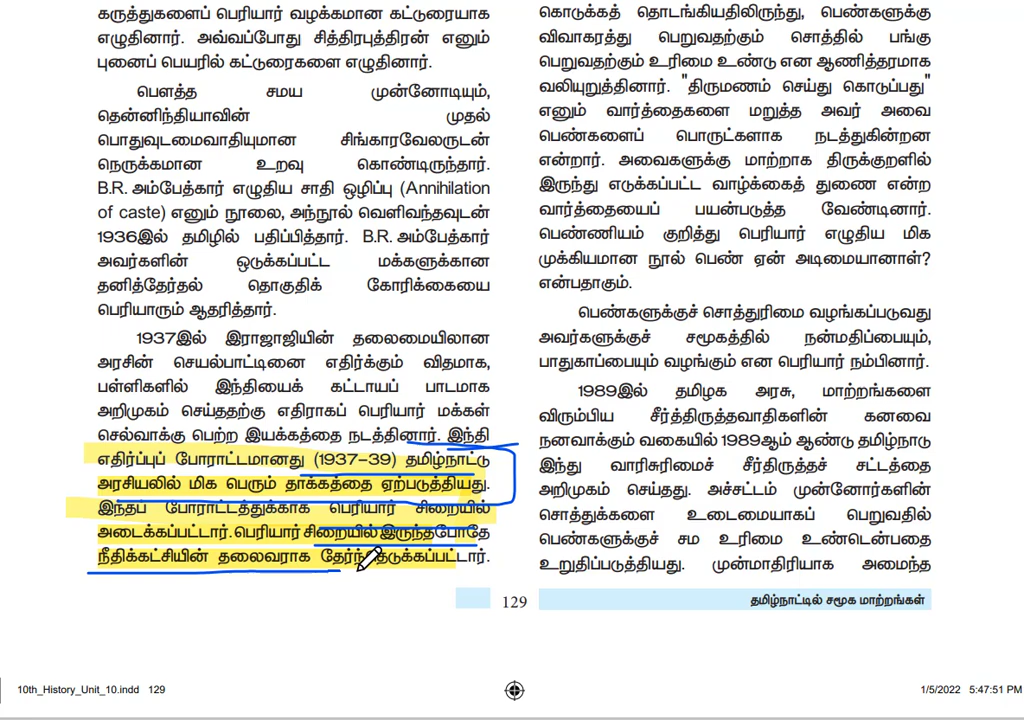 கருத்துகளைப் பெரியார் வழக்கமான கட்டுரையாக
எழுதினார். அவ்வப்போது சித்திரபுத்திரன் எனும்
புனைப் பெயரில் கட்டுரைகளை எழுதினார்.
பௌத்த சமய முன்னோடியும்,
தென்னிந்தியாவின் முதல்
பொதுவுடமைவாதியுமான சிங்காரவேலருடன்
நெருக்கமான உறவு கொண்டிருந்தார்.
B.R. அம்பேத்கார் எழுதிய சாதி ஒழிப்பு (Annihilation
of caste) எனும் நூலை, அந்நூல் வெளிவந்தவுடன்
1936இல் தமிழில் பதிப்பித்தார். B.R. அம்பேத்கார்
அவர்களின் ஒடுக்கப்பட்ட மக்களுக்கான
தனித்தேர்தல் தொகுதிக் கோரிக்கையை
பெரியாரும் ஆதரித்தார்.
1937இல் இராஜாஜியின் தலைமையிலான
அரசின் செயல்பாட்டினை எதிர்க்கும் விதமாக,
பள்ளிகளில் இந்தியைக் கட்டாயப் பாடமாக
அறிமுகம் செய்ததற்கு எதிராகப் பெரியார் மக்கள்
செல்வாக்கு பெற்ற இயக்கத்தை நடத்தினார். இந்தி
எதிர்ப்புப் போராட்டமானது (1937–39) தமிழ்நாட்டு
அரசியலில் மிக பெரும் தாக்கத்தை ஏற்படுத்தியது.
இந்தப் போராட்டத்துக்காக பெரியார் சிறையில்
அடைக்கப்பட்டார். பெரியார் சிறையில் இருந்தபோதே
நீதிக்கட்சியின் தலைவராக தேர்ந்தெடுக்கப்பட்டார்.
கொடுக்கத் தொடங்கியதிலிருந்து, பெண்களுக்கு
விவாகரத்து பெறுவதற்கும் சொத்தில் பங்கு
பெறுவதற்கும் உரிமை உண்டு என ஆணித்தரமாக
வலியுறுத்தினார். "திருமணம் செய்து கொடுப்பது"
எனும் வார்த்தைகளை மறுத்த அவர் அவை
பெண்களைப் பொருட்களாக நடத்துகின்றன
என்றார். அவைகளுக்கு மாற்றாக திருக்குறளில்
இருந்து எடுக்கப்பட்ட வாழ்க்கைத் துணை என்ற
வார்த்தையைப் பயன்படுத்த வேண்டினார்.
பெண்ணியம் குறித்து பெரியார் எழுதிய மிக
முக்கியமான நூல் பெண் ஏன் அடிமையானாள்?
என்பதாகும்.
பெண்களுக்குச் சொத்துரிமை வழங்கப்படுவது
அவர்களுக்குச் சமூகத்தில் நன்மதிப்பையும்,
பாதுகாப்பையும் வழங்கும் என பெரியார் நம்பினார்.
1989இல் தமிழக அரசு, மாற்றங்களை
விரும்பிய சீர்த்திருத்தவாதிகளின் கனவை
நனவாக்கும் வகையில் 1989ஆம் ஆண்டு தமிழ்நாடு
இந்து வாரிசுரிமைச் சீர்திருத்தச் சட்டத்தை
அறிமுகம் செய்தது. அச்சட்டம் முன்னோர்களின்
சொத்துக்களை உடைமையாகப் பெறுவதில்
பெண்களுக்குச் சம உரிமை உண்டென்பதை
உறுதிப்படுத்தியது. முன்மாதிரியாக அமைந்த
129
தமிழ்நாட்டில் சமூக மாற்றங்கள்
10th_History_Unit_10.indd 129
1/5/2022 5:47:51 PM